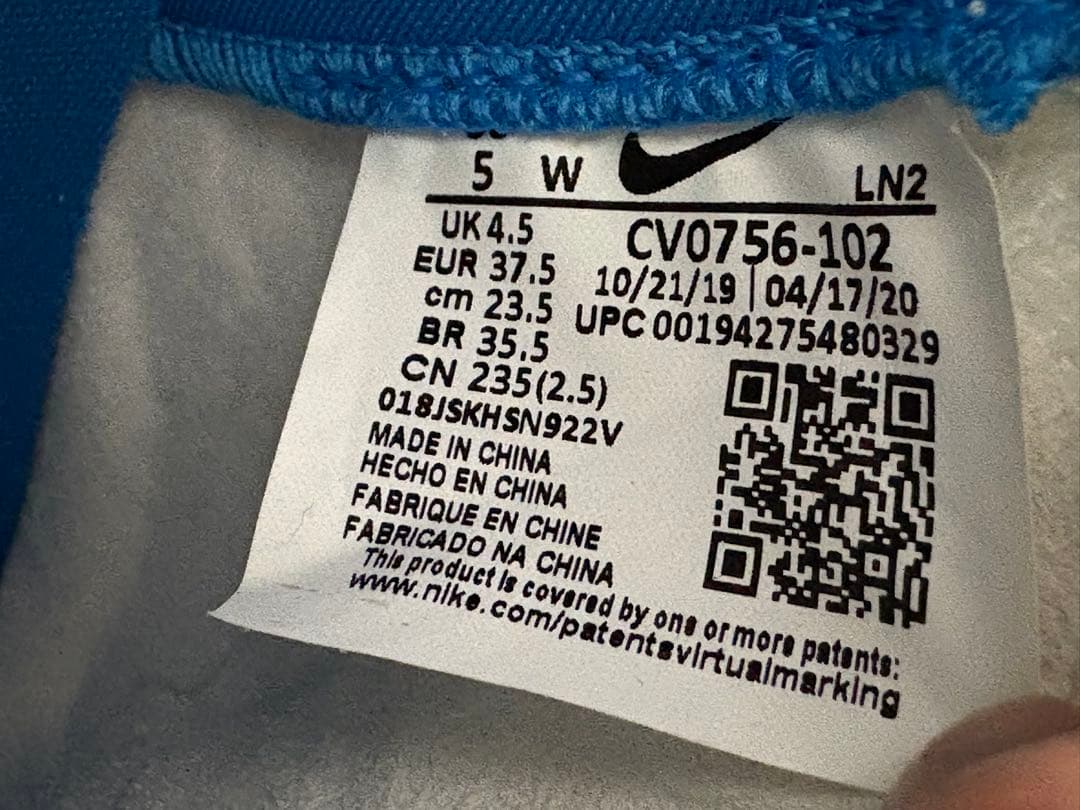 5 W LN2
UK 4.5
EUR 37.5
cm 23.5
BR 35.5
CN 235(2.5)
CV0756-102
10/21/19 | 04/17/20
UPC 00194275480329
018JSKHSN922V
MADE IN CHINA
HECHO EN CHINA
FABRIQUE EN CHINE
FABRICADO NA CHINA
This product is covered by one or more patents:
www.nike.com/patentsvirtualmarking